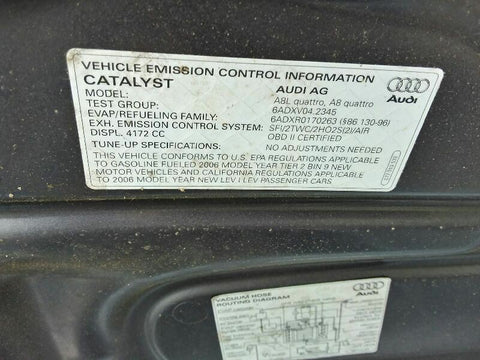 VEHICLE EMISSION CONTROL INFORMATION
CATALYST AUDI AG
MODEL: A8L quattro, A8 quattro
TEST GROUP: 6ADXV04.2345
EVAP/REFUELING FAMILY: 6ADXR0170263 (§86.130-96)
EXH. EMISSION CONTROL SYSTEM: SFI/2TWC/2HO2S(2)/AIR
DISPL. 4172 CC OBD II CERTIFIED
TUNE-UP SPECIFICATIONS: NO ADJUSTMENTS NEEDED
THIS VEHICLE CONFORMS TO U.S. EPA REGULATIONS APPLICABLE
TO GASOLINE FUELED 2006 MODEL YEAR TIER 2 BIN 9 NEW
MOTOR VEHICLES AND CALIFORNIA REGULATIONS APPLICABLE
TO 2006 MODEL YEAR NEW LEV I LEV PASSENGER CARS.
Audi
VACUUM HOSE
ROUTING DIAGRAM
Audi